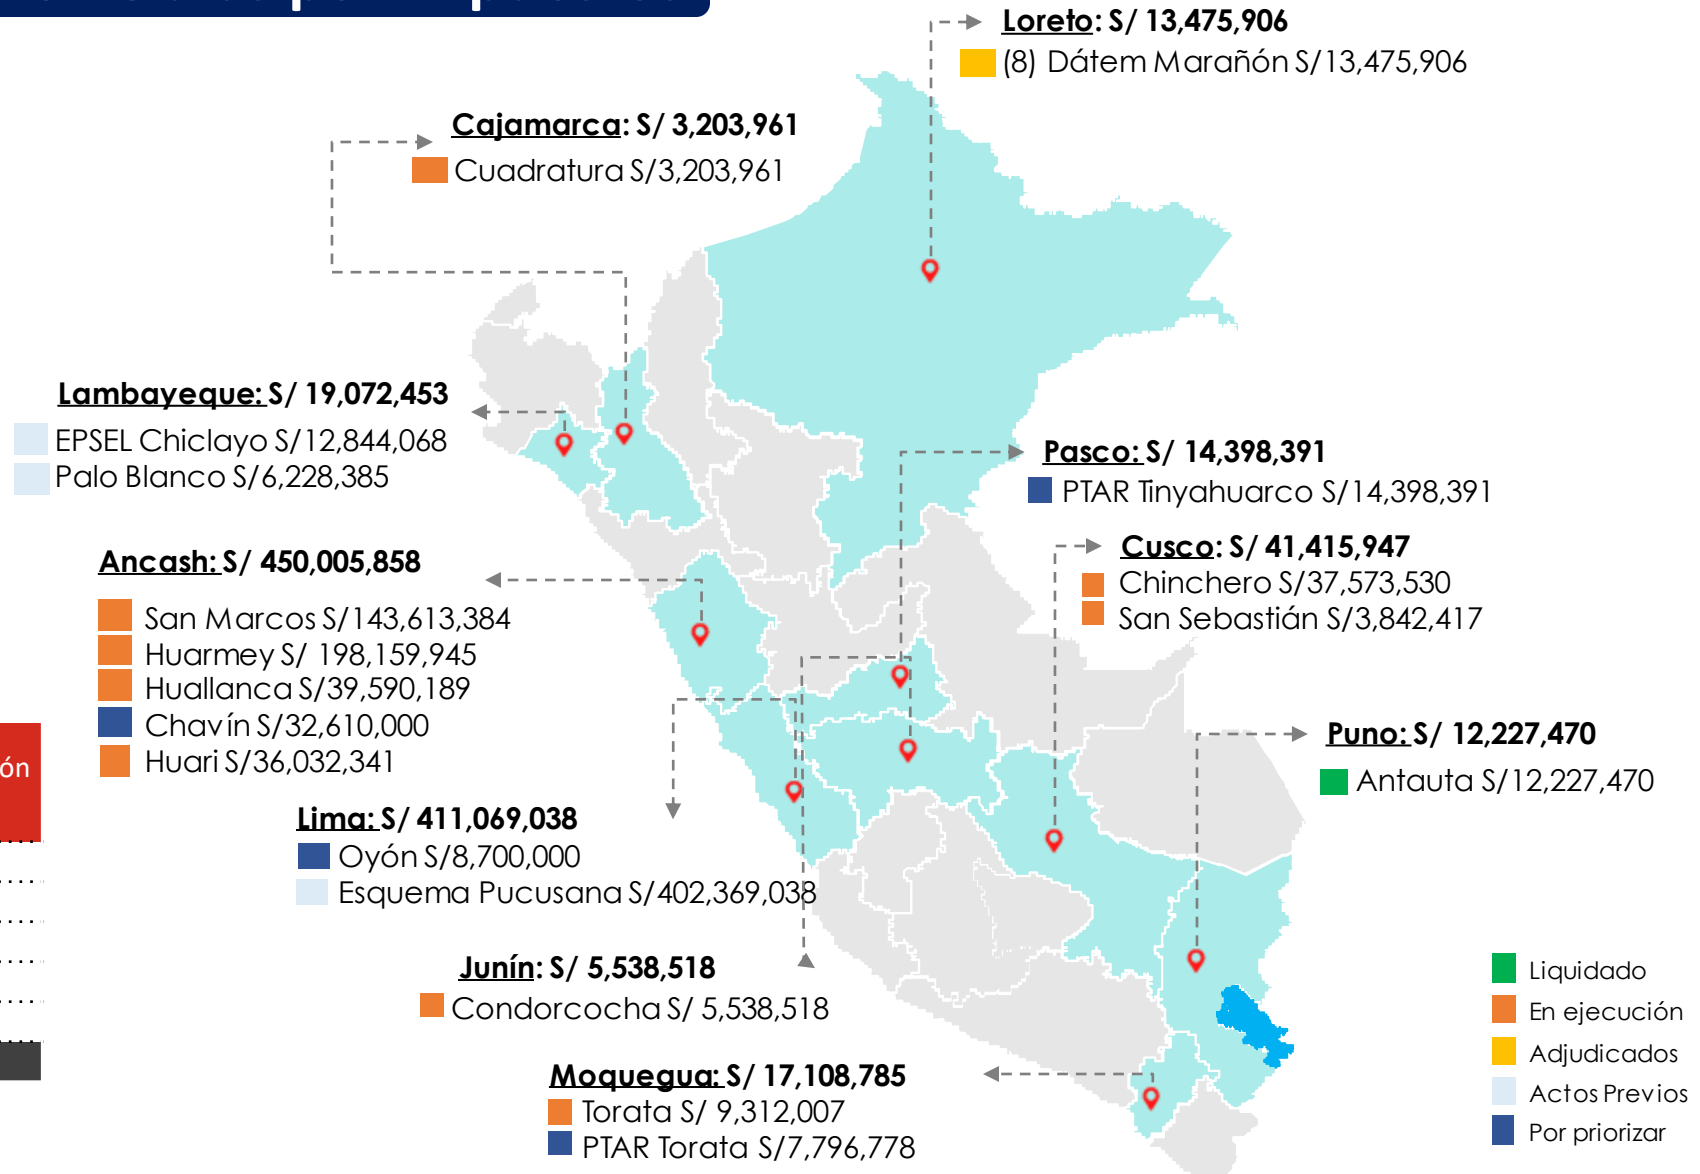 Loreto: S/ 13,475,906
(8) Dátem Marañón S/13,475,906
Cajamarca: S/ 3,203,961
Cuadratura S/3,203,961
Lambayeque: S/ 19,072,453
EPSEL Chiclayo S/12,844,068
Palo Blanco S/6,228,385
Pasco: S/ 14,398,391
PTAR Tinyahuarco S/14,398,391
Ancash: S/ 450,005,858
San Marcos S/143,613,384
Huarmey S/ 198,159,945
Huallanca S/39,590,189
Chavín S/32,610,000
Huari S/36,032,341
Cusco: S/ 41,415,947
Chinchero S/37,573,530
San Sebastián S/3,842,417
Puno: S/ 12,227,470
Antauta S/12,227,470
ón
Lima: S/ 411,069,038
Oyón S/8,700,000
Esquema Pucusana S/402,369,038
Junín: S/ 5,538,518
Condorcocha S/ 5,538,518
Moquegua: S/ 17,108,785
Torata S/ 9,312,007
PTAR Torata S/7,796,778
Liquidado
En ejecución
Adjudicados
Actos Previos
Por priorizar